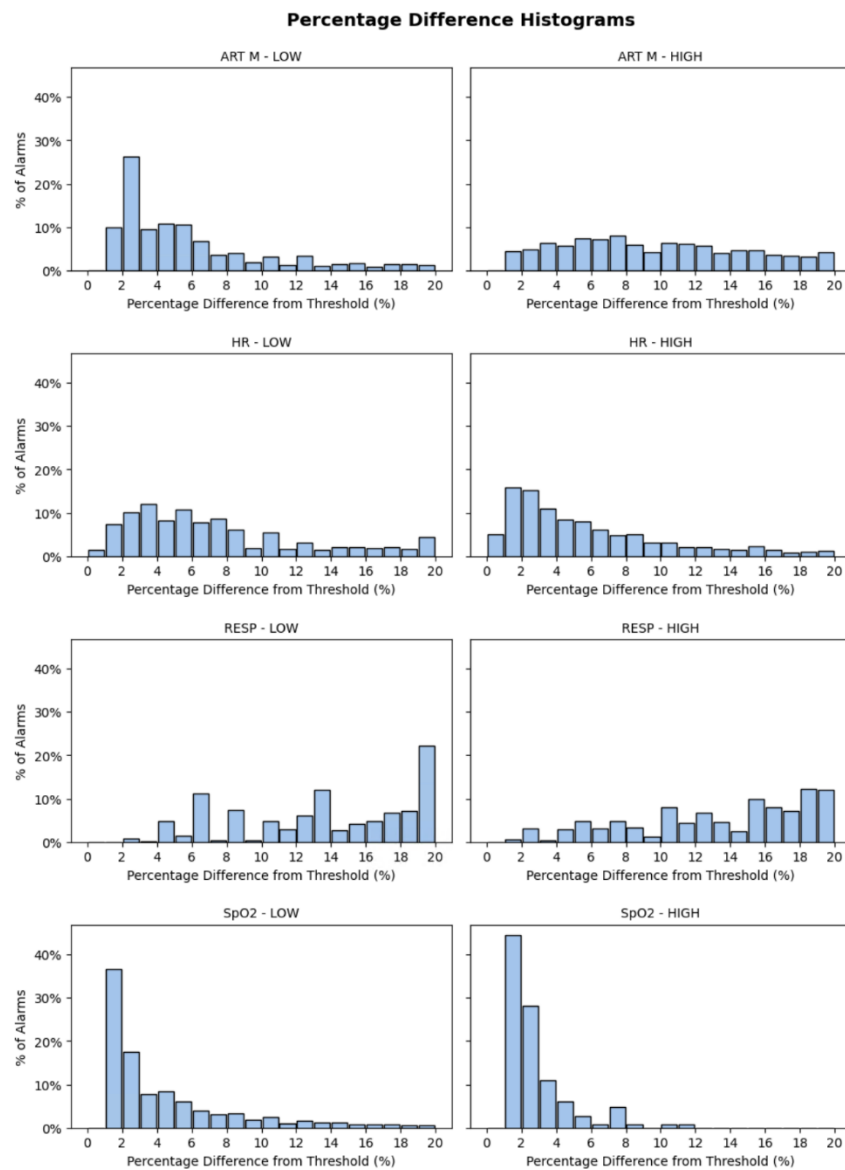 Percentage Difference Histograms
ART M - LOW
ART M - HIGH
% of Alarms
40%
30%
20%
10%
0%
0 2 4 6 8 10 12 14 16 18 20
0 2 4 6 8 10 12 14 16 18 20
Percentage Difference from Threshold (%)
Percentage Difference from Threshold (%)
HR - LOW
HR - HIGH
% of Alarms
40%
30%
20%
10%
0%
0 2 4 6 8 10 12 14 16 18 20
0 2 4 6 8 10 12 14 16 18 20
Percentage Difference from Threshold (%)
Percentage Difference from Threshold (%)
RESP - LOW
RESP - HIGH
% of Alarms
40%
30%
20%
10%
0%
0 2 4 6 8 10 12 14 16 18 20
0 2 4 6 8 10 12 14 16 18 20
Percentage Difference from Threshold (%)
Percentage Difference from Threshold (%)
SpO2 - LOW
SpO2 - HIGH
% of Alarms
40%
30%
20%
10%
0%
0 2 4 6 8 10 12 14 16 18 20
0 2 4 6 8 10 12 14 16 18 20
Percentage Difference from Threshold (%)
Percentage Difference from Threshold (%)